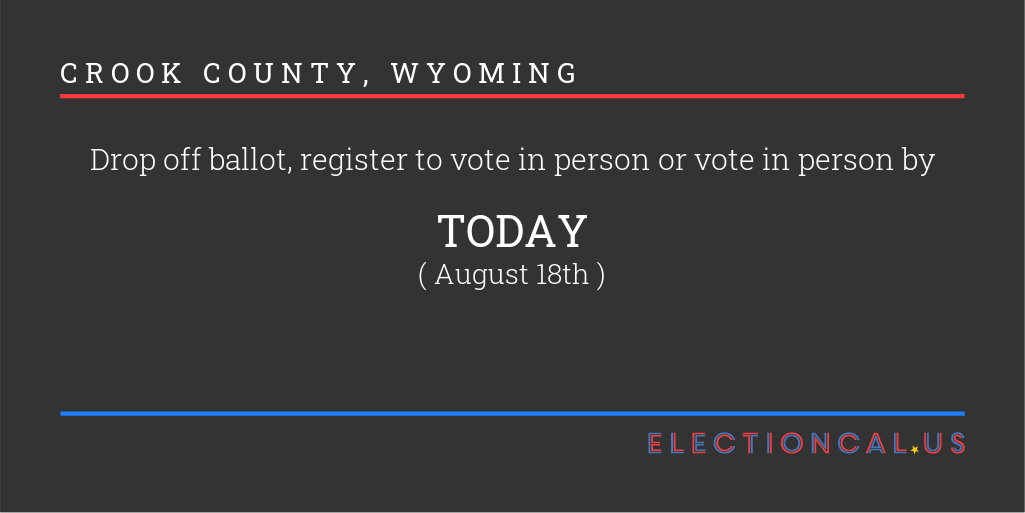 CROOK COUNTY, WYOMING
Drop off ballot, register to vote in person or vote in person by
TODAY
( August 18th )
ELECTIONCAL.US